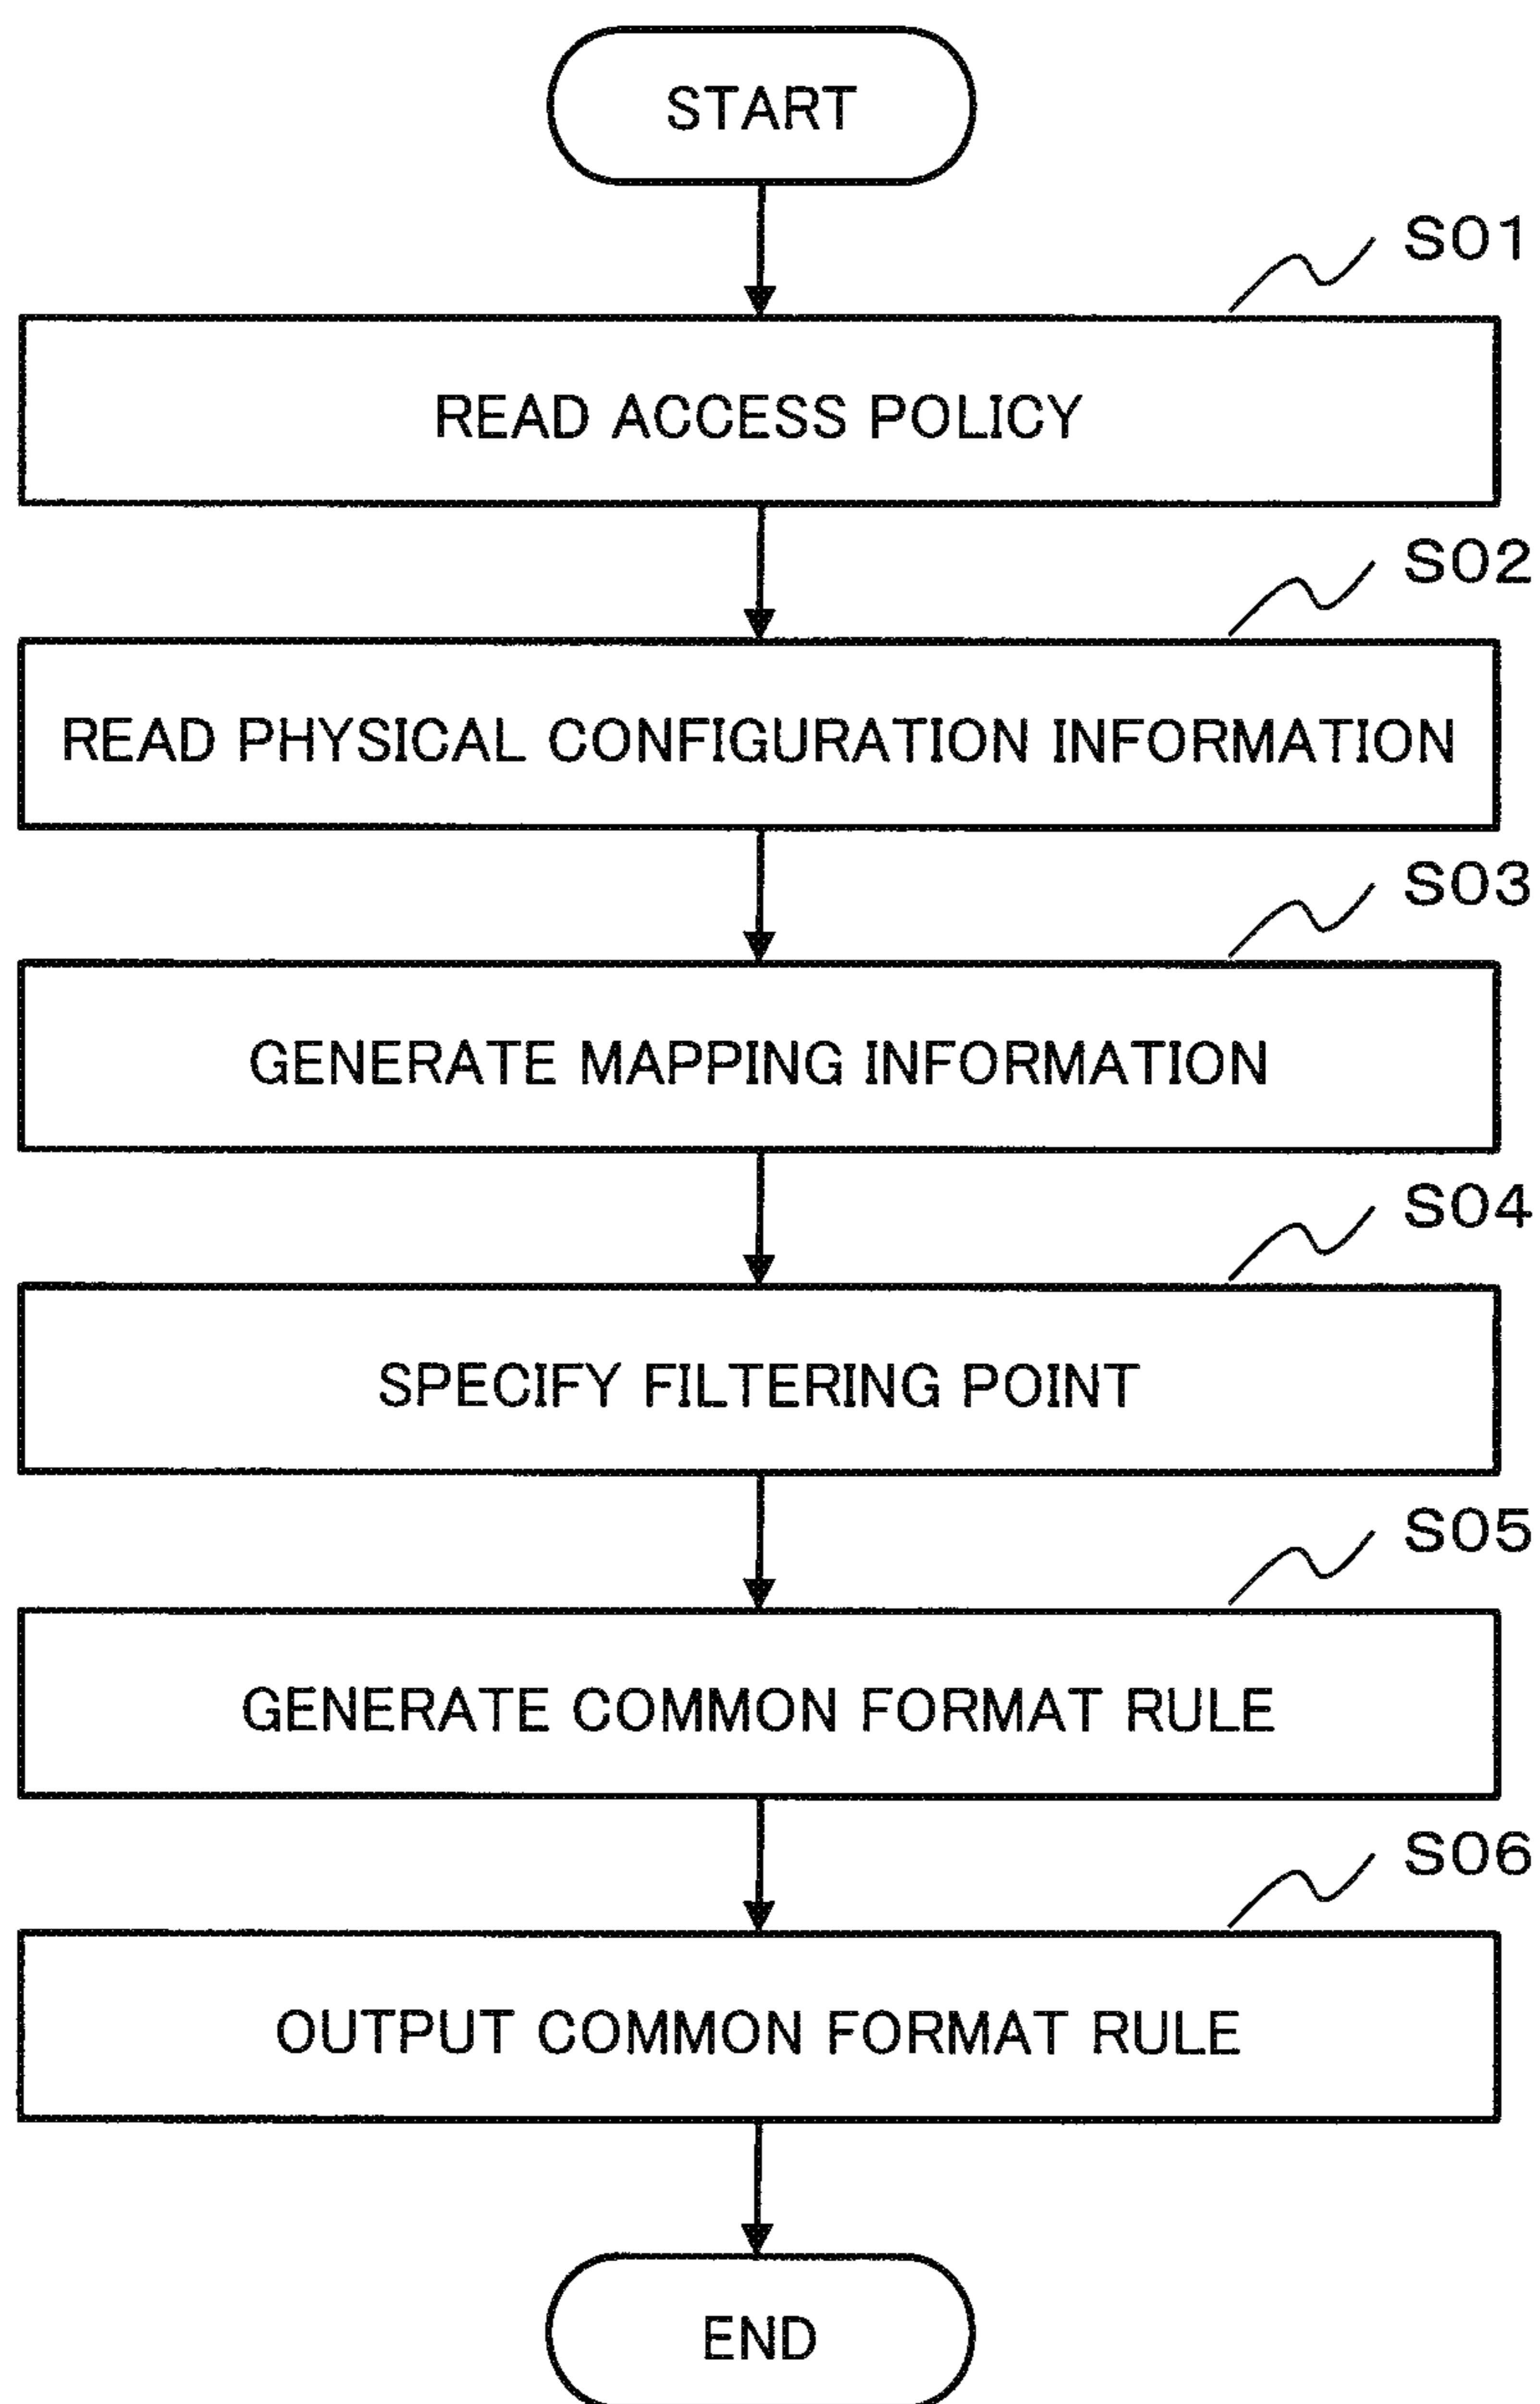 START
S01
READ ACCESS POLICY
S02
READ PHYSICAL CONFIGURATION INFORMATION
S03
GENERATE MAPPING INFORMATION
S04
SPECIFY FILTERING POINT
S05
GENERATE COMMON FORMAT RULE
S06
OUTPUT COMMON FORMAT RULE
END